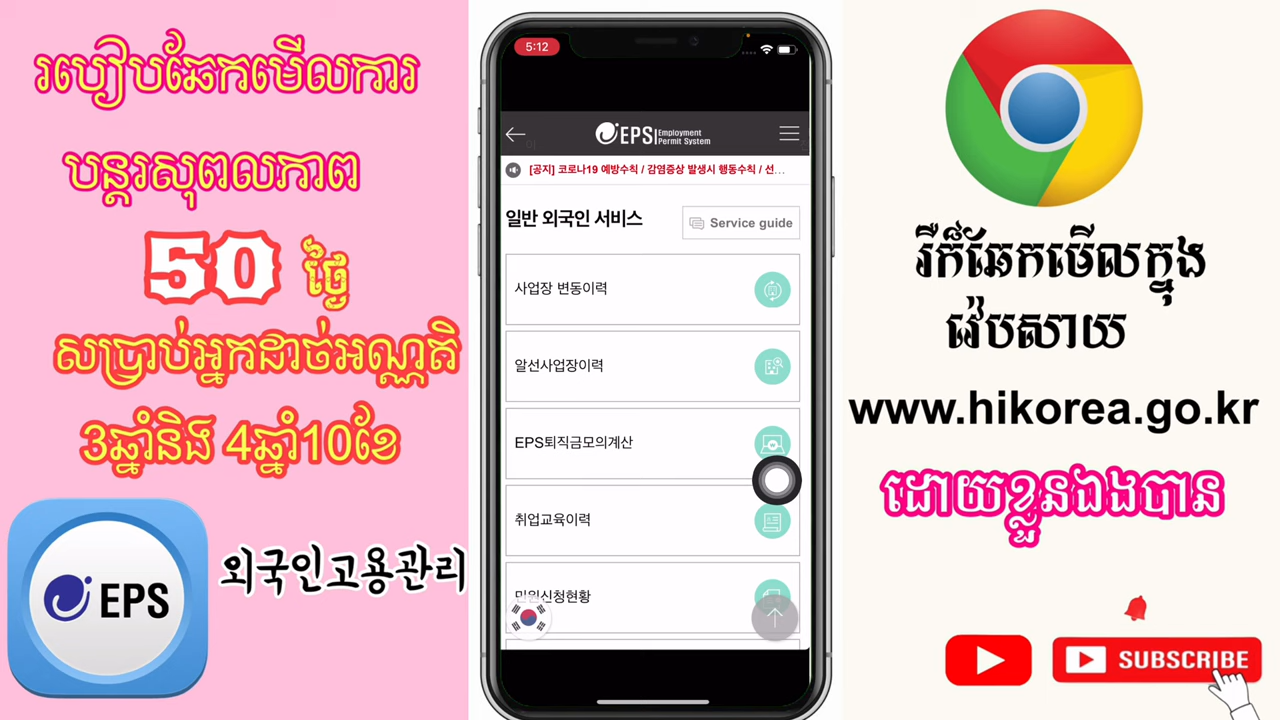 របៀបឆែកមើលការ
បន្តរសុពលភាព
50 ថ្ងៃ
សម្រាប់អ្នកដាច់អណ្ណតិ
3ឆ្នាំនិង 4ឆ្នាំ10ខែ
EPS
외국인고용관리
5:12
EPS Employment Permit System
[공지] 코로나19 예방수칙 / 감염증상 발생시 행동수칙 / 선...
일반 외국인 서비스
Service guide
사업장 변동이력
알선사업장이력
EPS퇴직금모의계산
취업교육이력
민원신청현황
រឺក៏ឆែកមើលក្នុង
វ៉េបសាយ
www.hikorea.go.kr
ដោយខ្លួនឯងបាន
SUBSCRIBE